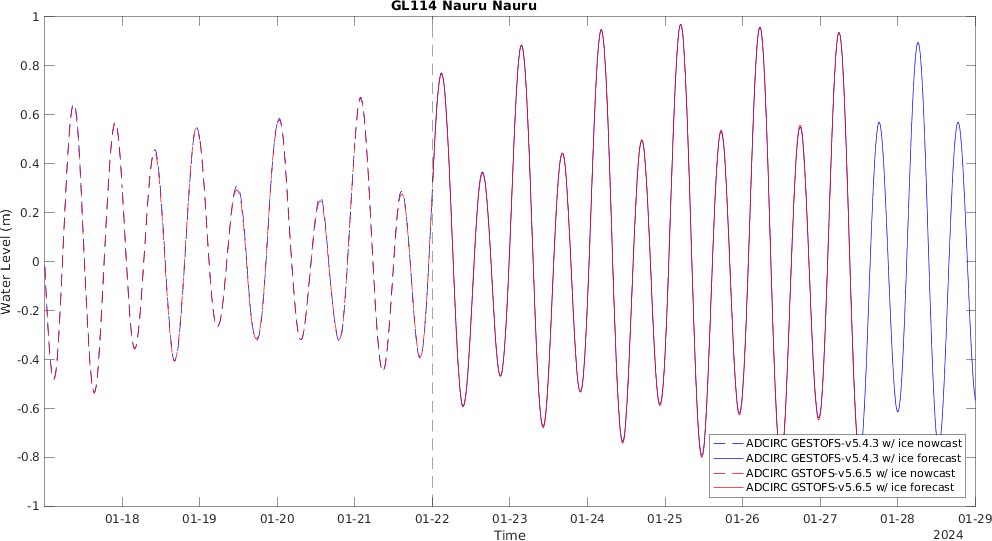 GL114 Nauru Nauru
1
0.8
0.6
0.4
0.2
0
-0.2
-0.4
-0.6
-0.8
-1
Water Level (m)
ADCIRC GESTOFS-v5.4.3 w/ ice nowcast
ADCIRC GESTOFS-v5.4.3 w/ ice forecast
ADCIRC GSTOFS-v5.6.5 w/ ice nowcast
ADCIRC GSTOFS-v5.6.5 w/ ice forecast
01-18 01-19 01-20 01-21 01-22 01-23 01-24 01-25 01-26 01-27 01-28 01-29
Time
2024